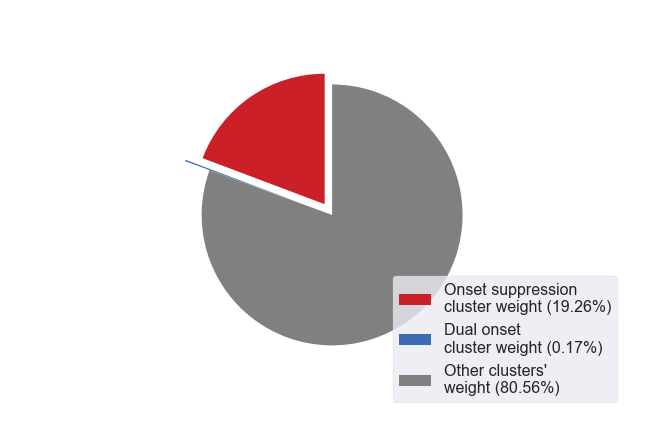 Onset suppression
cluster weight (19.26%)
Dual onset
cluster weight (0.17%)
Other clusters'
weight (80.56%)